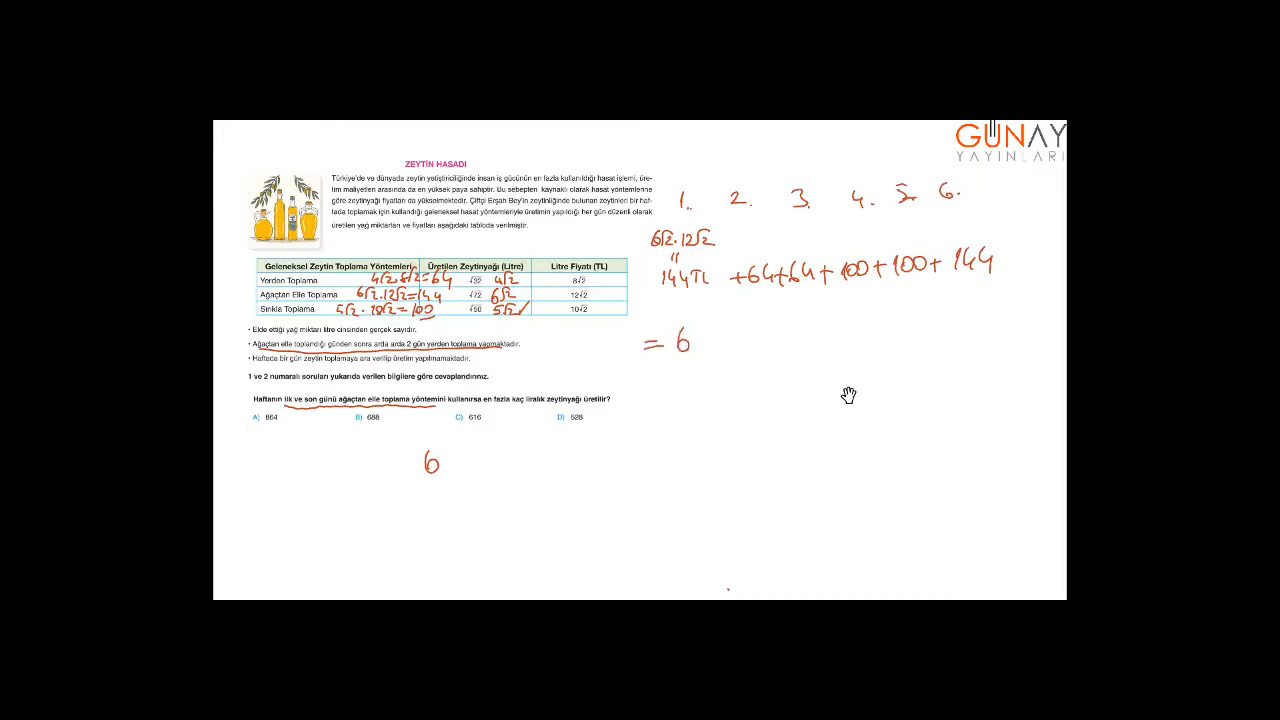 GÜNAY
YAYINLARI
ZEYTİN HASADI
Türkiye'de ve dünyada zeytin yetiştiriciliğinde insan iş gücünün en fazla kullanıldığı hasat işlemi, üre-
tim maliyetleri arasında da en yüksek paya sahiptir. Bu sebepten kaynaklı olarak hasat yöntemlerine
göre zeytinyağı fiyatları da yükselmektedir. Çiftçi Erşah Bey'in zeytinliğinde bulunan zeytinleri bir haf-
tada toplamak için kullandığı geleneksel hasat yöntemleriyle üretimin yapıldığı her gün düzenli olarak
üretilen yağ miktarları ve fiyatları aşağıdaki tabloda verilmiştir.
Geleneksel Zeytin Toplama Yöntemleri Üretilen Zeytinyağı (Litre) Litre Fiyatı (TL)
Yerden Toplama 4√2.8√2=64 √32 4√2 8√2
Ağaçtan Elle Toplama 6√2.12√2=144 √72 6√2 12√2
Sırıkla Toplama 5√2.10√2=100 √50 5√2 10√2
• Elde ettiği yağ miktarı litre cinsinden gerçek sayıdır.
• Ağaçtan elle toplandığı günden sonra arda arda 2 gün yerden toplama yapmaktadır.
• Haftada bir gün zeytin toplamaya ara verilip üretim yapılmamaktadır.
1 ve 2 numaralı soruları yukarıda verilen bilgilere göre cevaplandırınız.
Haftanın ilk ve son günü ağaçtan elle toplama yöntemini kullanırsa en fazla kaç liralık zeytinyağı üretilir?
A) 864 B) 688 C) 616 D) 528
6
1. 2. 3. 4. 5. 6.
6√2.12√2
=
144TL +64+64+100+100+144
= 6